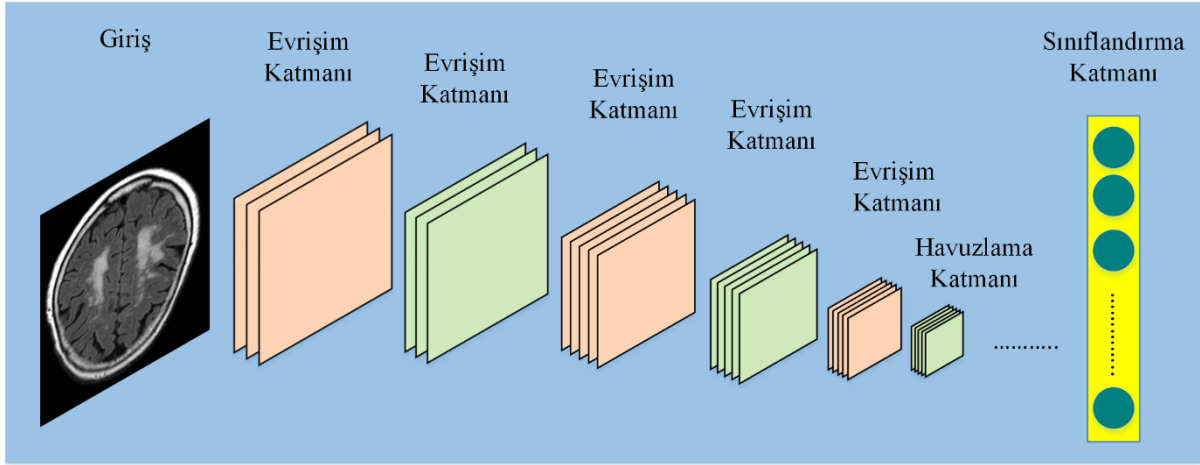 Giriş
Evrişim
Katmanı
Evrişim
Katmanı
Evrişim
Katmanı
Evrişim
Katmanı
Evrişim
Katmanı
Havuzlama
Katmanı
...........
Sınıflandırma
Katmanı